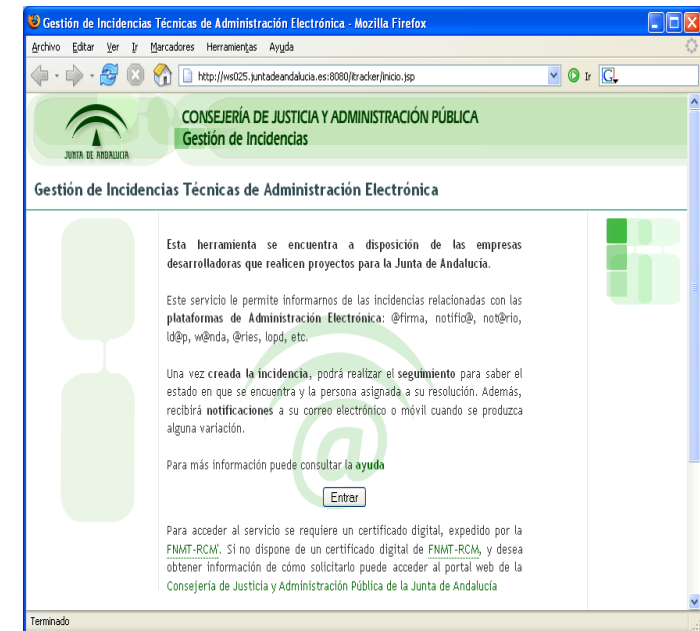 Gestión de Incidencias Técnicas de Administración Electrónica - Mozilla Firefox
Archivo Editar Ver Ir Marcadores Herramientas Ayuda
http://ws025.juntadeandalucia.es:8080/itracker/inicio.jsp Ir G
CONSEJERÍA DE JUSTICIA Y ADMINISTRACIÓN PÚBLICA
Gestión de Incidencias
JUNTA DE ANDALUCIA
Gestión de Incidencias Técnicas de Administración Electrónica
Esta herramienta se encuentra a disposición de las empresas
desarrolladoras que realicen proyectos para la Junta de Andalucía.
Este servicio le permite informarnos de las incidencias relacionadas con las
plataformas de Administración Electrónica: @firma, notific@, not@rio,
ld@p, w@nda, @ries, lopd, etc.
Una vez creada la incidencia, podrá realizar el seguimiento para saber el
estado en que se encuentra y la persona asignada a su resolución. Además,
recibirá notificaciones a su correo electrónico o móvil cuando se produzca
alguna variación.
Para más información puede consultar la ayuda
@
Entrar
Para acceder al servicio se requiere un certificado digital, expedido por la
FNMT-RCM'. Si no dispone de un certificado digital de FNMT-RCM, y desea
obtener información de cómo solicitarlo puede acceder al portal web de la
Consejería de Justicia y Administración Pública de la Junta de Andalucía
Terminado